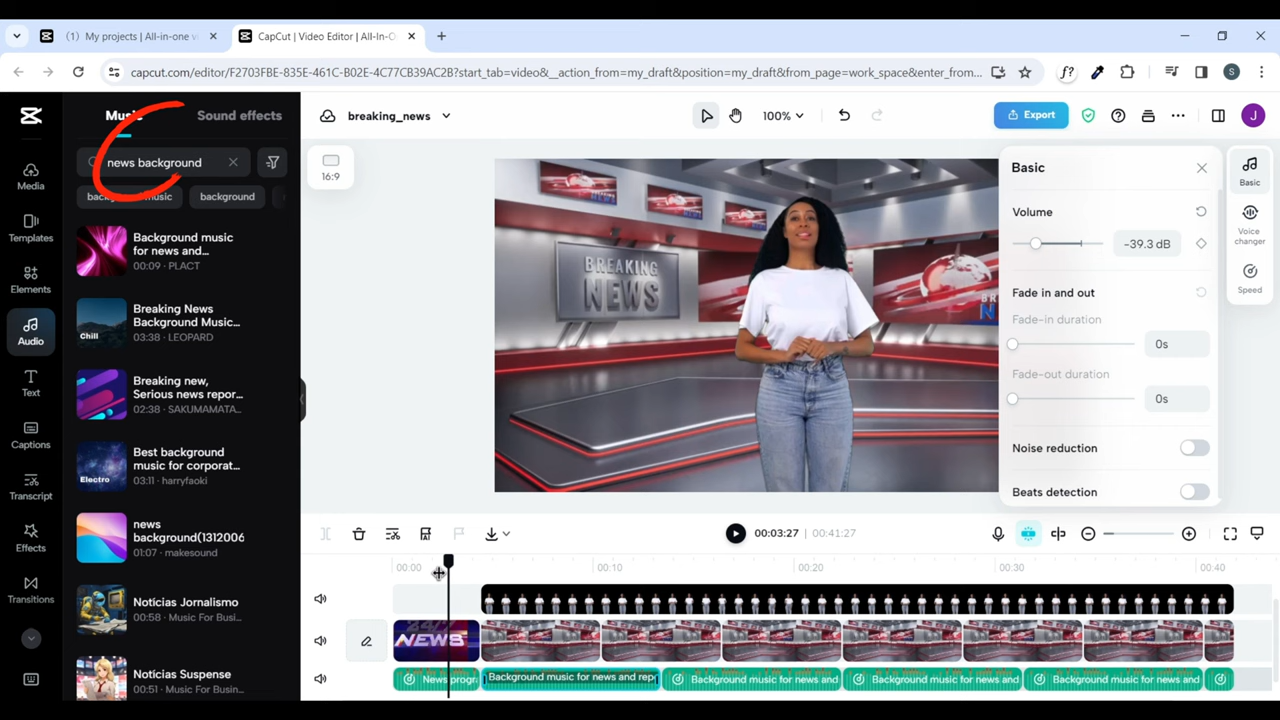 (1) My projects | All-in-one v
CapCut | Video Editor | All-In-O
capcut.com/editor/F2703FBE-835E-461C-B02E-4C77CB39AC2B?start_tab=video&__action_from=my_draft&position=my_draft&from_page=work_space&enter_from...
f?
S
Music
Sound effects
breaking_news
100%
Export
J
news background
background music
background
16:9
Media
Templates
Elements
Audio
Text
Captions
Transcript
Effects
Transitions
Background music
for news and...
00:09 · PLACT
Chill
Breaking News
Background Music...
03:38 · LEOPARD
Breaking new,
Serious news repor...
02:38 · SAKUMAMATA...
Electro
Best background
music for corporat...
03:11 · harryfaoki
news
background(1312006
01:07 · makesound
Notícias Jornalismo
00:58 · Music For Busi...
Notícias Suspense
00:51 · Music For Busin...
BREAKING
NEWS
Basic
Volume
-39.3 dB
Fade in and out
Fade-in duration
0s
Fade-out duration
0s
Noise reduction
Beats detection
Basic
Voice
changer
Speed
00:03:27 | 00:41:27
00:00
00:10
00:20
00:30
00:40
24/7
NEWS
News progr
Background music for news and repo
Background music for news and
Background music for news and
Background music for news and